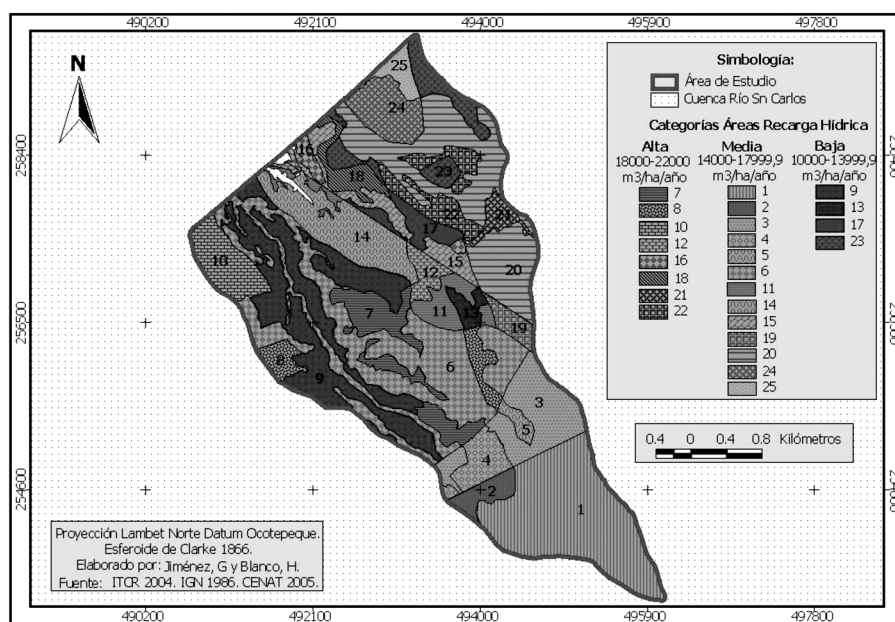 490200 492100 494000 495900 497800
N
258400
258400
256500
256500
254600
254600
25
24
16
23
18
22
21
17
14
15
12
20
10
11
13
7
19
8
6
9
3
5
4
2
1
Simbología:
Área de Estudio
Cuenca Río Sn Carlos
Categorías Áreas Recarga Hídrica
Alta Media Baja
18000-22000 14000-17999,9 10000-13999,9
m3/ha/año m3/ha/año m3/ha/año
7 1 9
8 2 13
10 3 17
12 4 23
16 5
18 6
21 11
22 14
15
19
20
24
25
0.4 0 0.4 0.8 Kilómetros
Proyección Lambet Norte Datum Ocotepeque.
Esferoide de Clarke 1866.
Elaborado por: Jiménez, G y Blanco, H.
Fuente: ITCR 2004. IGN 1986. CENAT 2005.
490200 492100 494000 495900 497800